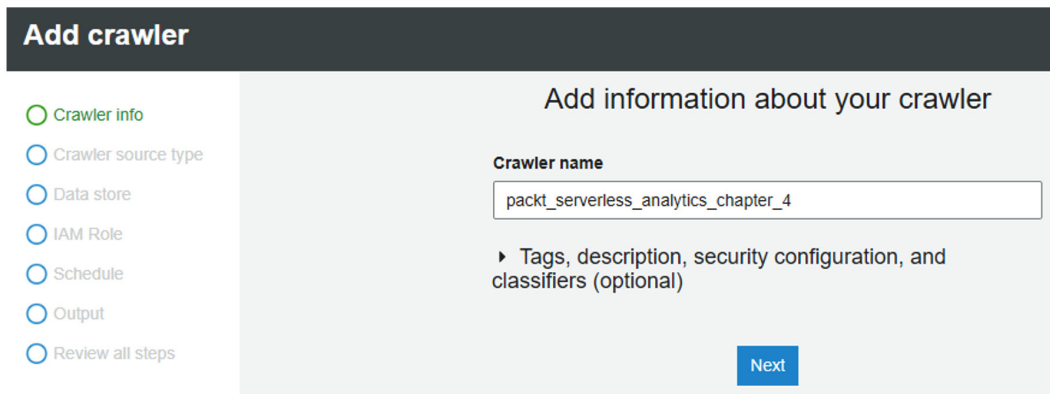 Add crawler
Crawler info
Crawler source type
Data store
IAM Role
Schedule
Output
Review all steps
Add information about your crawler
Crawler name
packt_serverless_analytics_chapter_4
Tags, description, security configuration, and
classifiers (optional)
Next